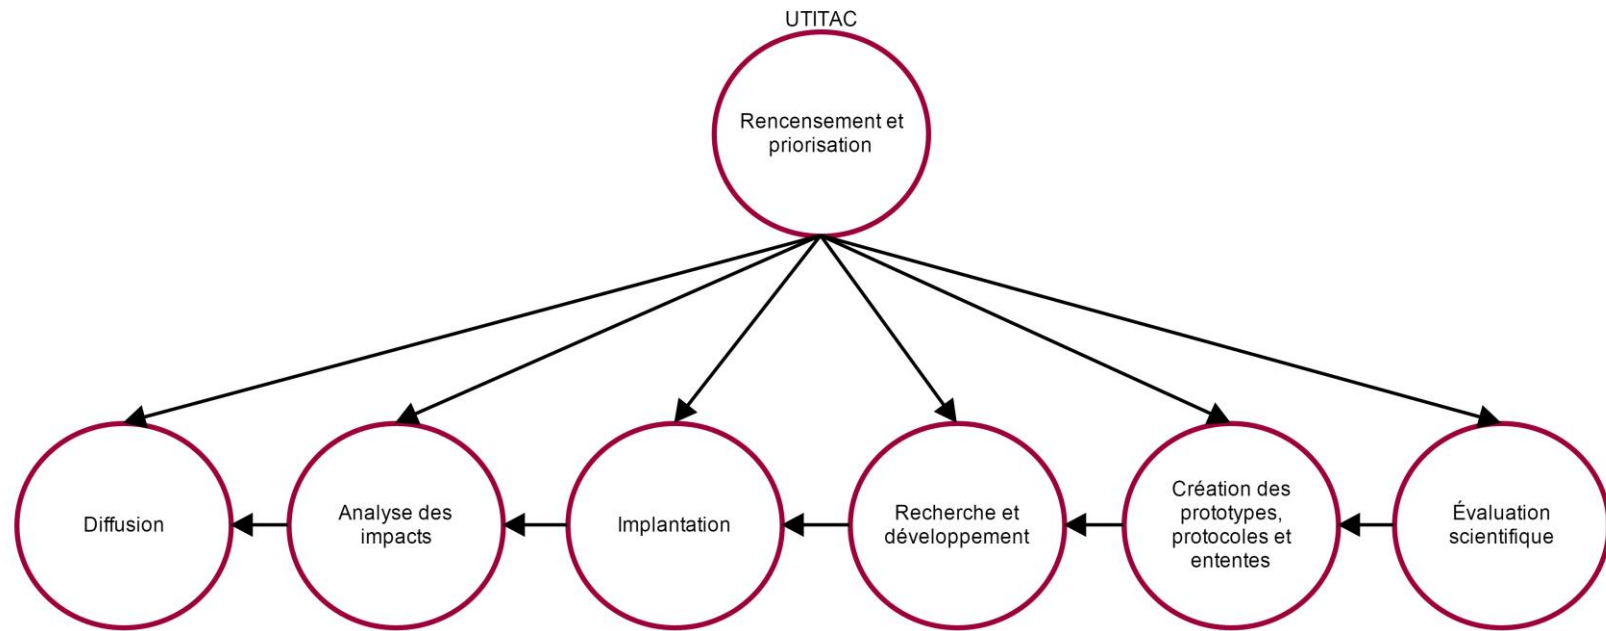 UTITAC
Rencensement et
priorisation
Diffusion
Analyse des
impacts
Implantation
Recherche et
développement
Création des
prototypes,
protocoles et
ententes
Évaluation
scientifique